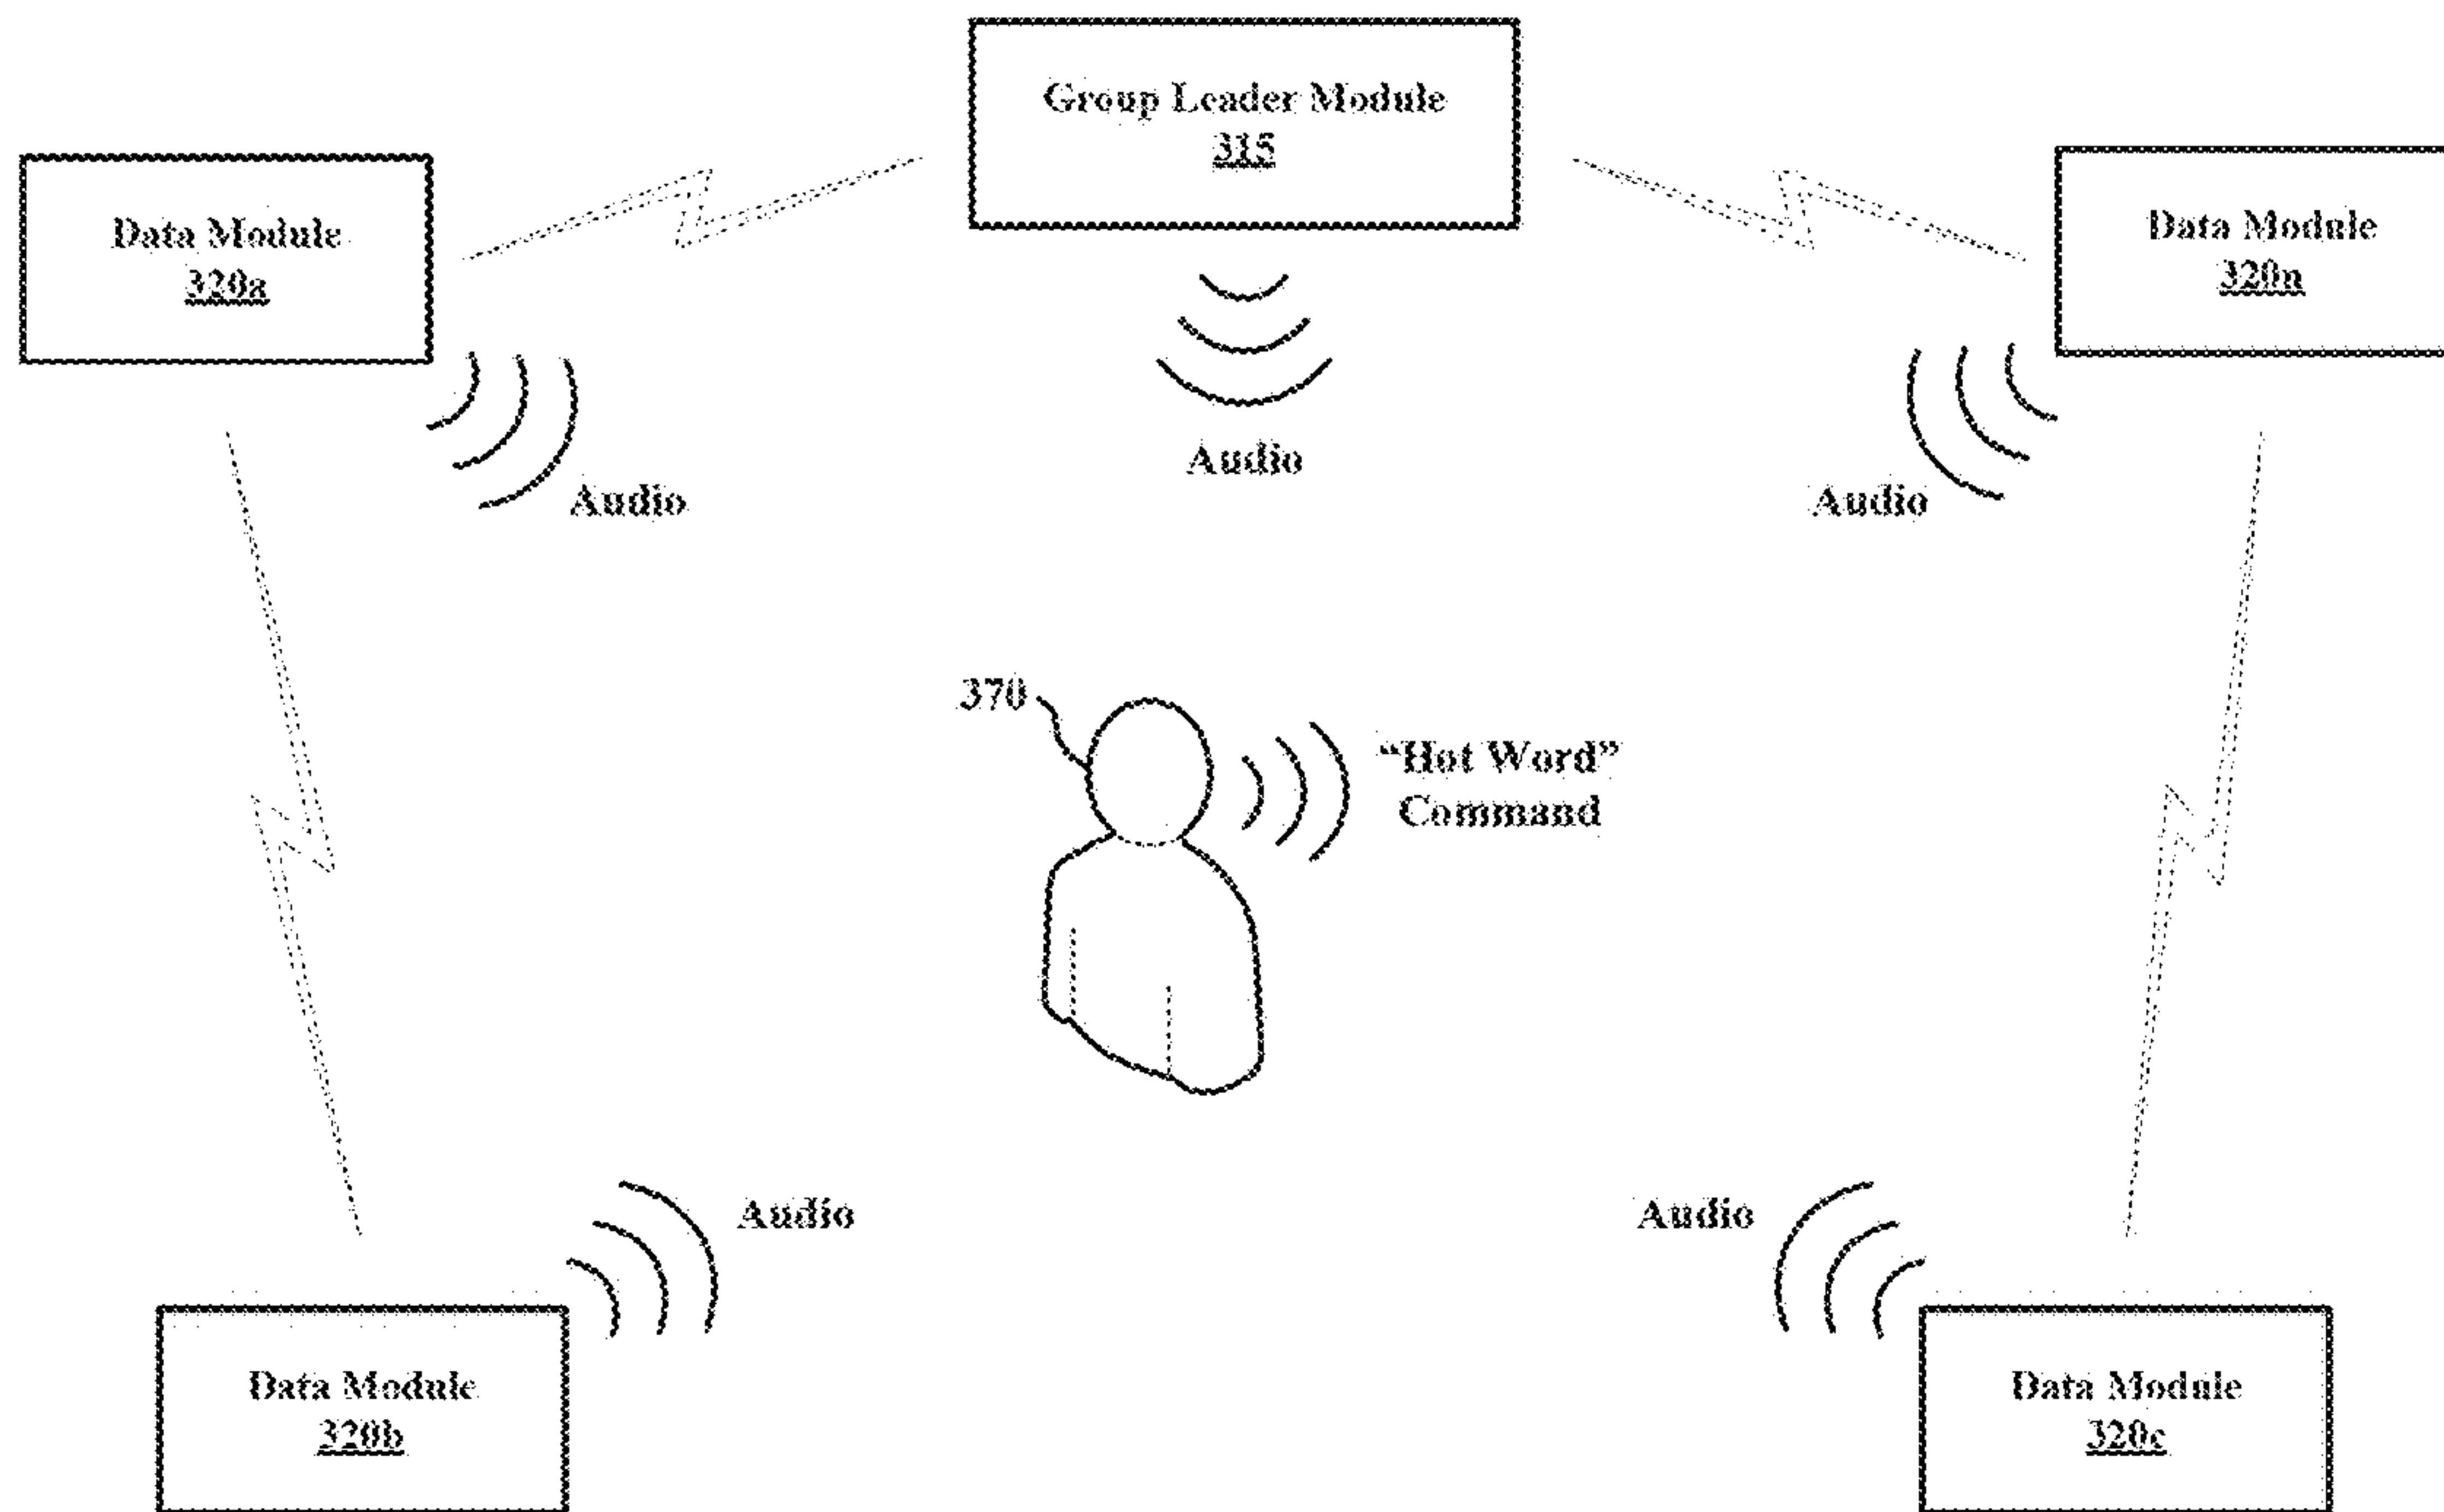 Group Leader Module
315
Data Module
320a
Data Module
320n
Audio
Audio
Audio
370
“Hot Word”
Command
Audio
Audio
Data Module
320b
Data Module
320c